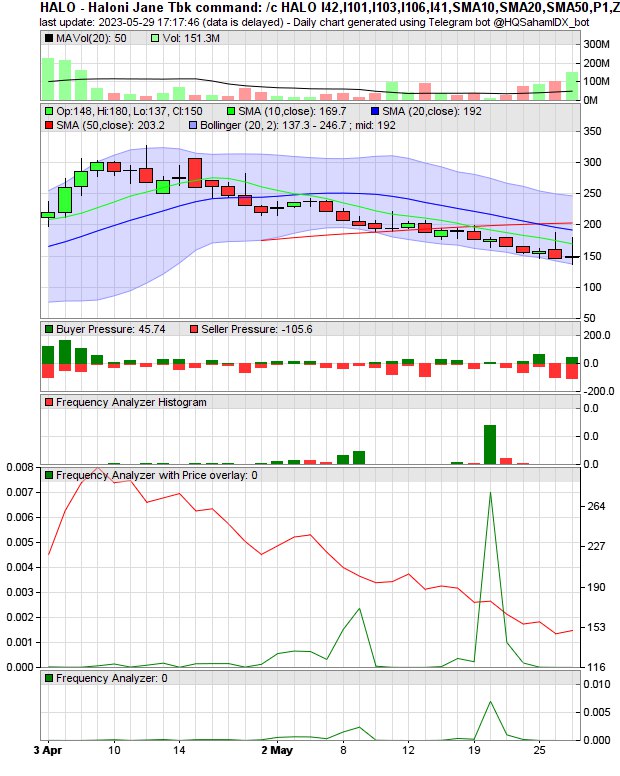 HALO - Haloni Jane Tbk command: /c HALO I42,I101,I103,I106,I41,SMA10,SMA20,SMA50,P1,Z
last update: 2023-05-29 17:17:46 (data is delayed) - Daily chart generated using Telegram bot @HQSahamIDX_bot
MAVol(20): 50 Vol: 151.3M
300M
200M
100M
0M
Op:148, Hi:180, Lo:137, Cl:150 SMA (10,close): 169.7 SMA (20,close): 192
SMA (50,close): 203.2 Bollinger (20, 2): 137.3 - 246.7 ; mid: 192
350
300
250
200
150
100
50
Buyer Pressure: 45.74 Seller Pressure: -105.6
200.0
0.0
-200.0
Frequency Analyzer Histogram
0.0
0.0
0.0
Frequency Analyzer with Price overlay: 0
0.008
0.007
0.006
0.005
0.004
0.003
0.002
0.001
0.000
264
227
190
153
116
Frequency Analyzer: 0
0.010
0.005
0.000
3 Apr 10 14 2 May 8 12 19 25